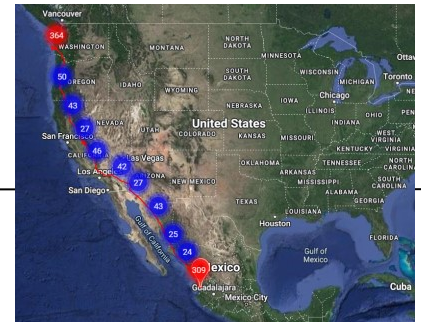 Vancouver
364
WASHINGTON
MONTANA
NORTH
DAKOTA
MINNESOTA
Ottaw
50
OREGON
IDAHO
WYOMING
SOUTH
DAKOTA
WISCONSIN
MICHIGAN
Toronto
43
NEBRASKA
IOWA
Chicago
ILLINOIS
OHIO
PEN
27
NEVADA
UTAH
COLORADO
United States
KANSAS
MISSOURI
INDIANA
WEST
VIRGINIA
San Francisco
46
KENTUCKY
VIRGINIA
42
Las Vegas
Los Angeles
27
ZONA
NEW MEXICO
OKLAHOMA
ARKANSAS
TENNESSEE
NORTH
CAROLINA
MISSISSIPPI
SOUTH
CAROLINA
San Diego
43
TEXAS
ALABAMA
GEORGIA
LOUISIANA
Houston
Gulf of California
25
24
FLORIDA
Gulf of
Mexico
309
exico
Guadalajara
Mexico City
Cuba